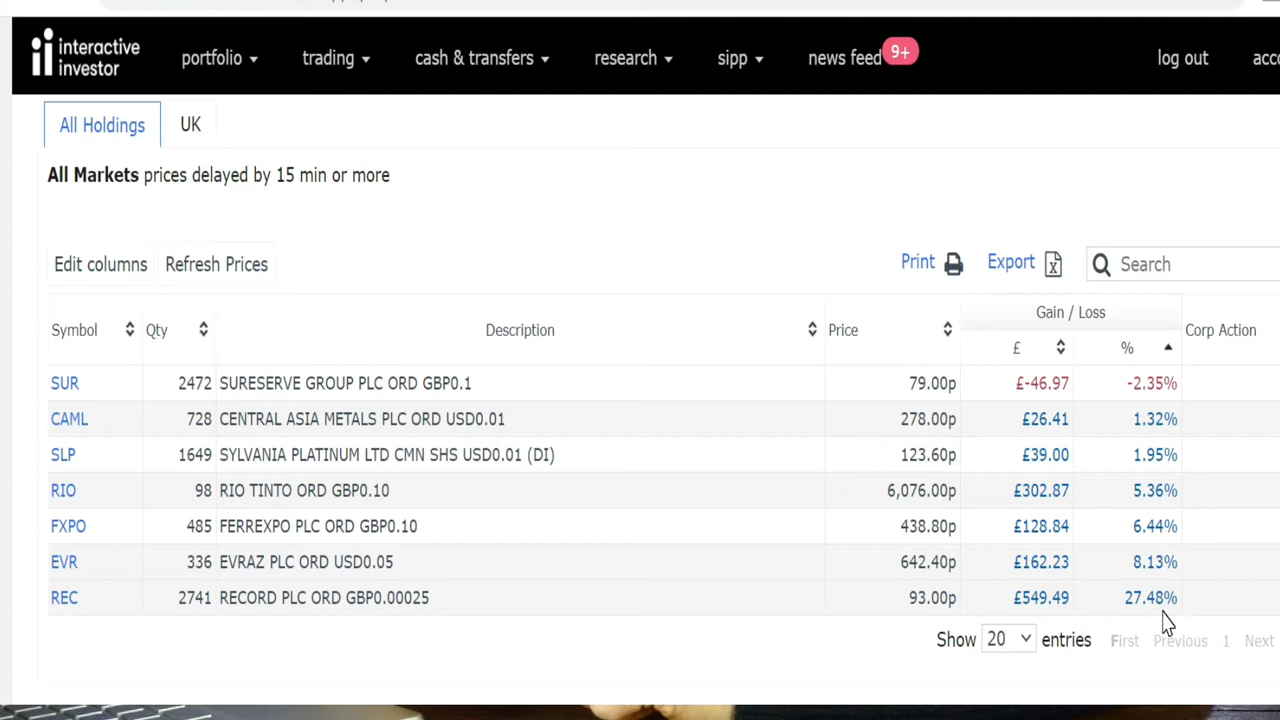 interactive
investor
portfolio
trading
cash & transfers
research
sipp
news feed
9+
log out
All Holdings
UK
All Markets prices delayed by 15 min or more
Edit columns
Refresh Prices
Print
Export
Search
Symbol Qty Description Price Gain / Loss Corp Action
£ %
SUR 2472 SURESERVE GROUP PLC ORD GBP0.1 79.00p £-46.97 -2.35%
CAML 728 CENTRAL ASIA METALS PLC ORD USD0.01 278.00p £26.41 1.32%
SLP 1649 SYLVANIA PLATINUM LTD CMN SHS USD0.01 (DI) 123.60p £39.00 1.95%
RIO 98 RIO TINTO ORD GBP0.10 6,076.00p £302.87 5.36%
FXPO 485 FERREXPO PLC ORD GBP0.10 438.80p £128.84 6.44%
EVR 336 EVRAZ PLC ORD USD0.05 642.40p £162.23 8.13%
REC 2741 RECORD PLC ORD GBP0.00025 93.00p £549.49 27.48%
Show 20 entries First Previous 1 Next